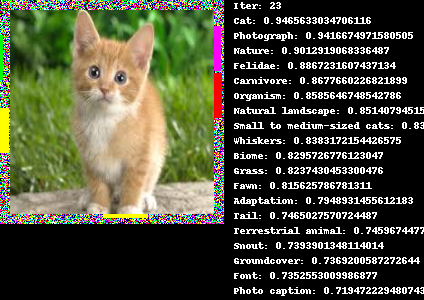 Iter: 23
Cat: 0.9465633034706116
Photograph: 0.9416674971580505
Nature: 0.9012919068336487
Felidae: 0.8867231607437134
Carnivore: 0.8677660226821899
Organism: 0.8585646748542786
Natural landscape: 0.85140794515
Small to medium-sized cats: 0.83
Whiskers: 0.8383172154426575
Biome: 0.8295726776123047
Grass: 0.8237430453300476
Fawn: 0.815625786781311
Adaptation: 0.7948931455612183
Tail: 0.7465027570724487
Terrestrial animal: 0.7459674477
Snout: 0.7393901348114014
Groundcover: 0.7369200587272644
Font: 0.7352553009986877
Photo caption: 0.719472229480743